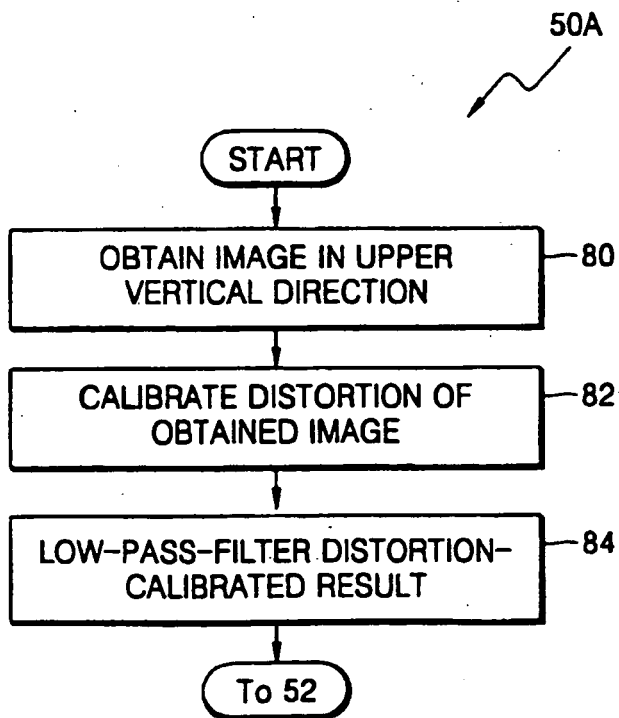 50A
START
OBTAIN IMAGE IN UPPER
VERTICAL DIRECTION
80
CALIBRATE DISTORTION OF
OBTAINED IMAGE
82
LOW-PASS-FILTER DISTORTION-
CALIBRATED RESULT
84
To 52